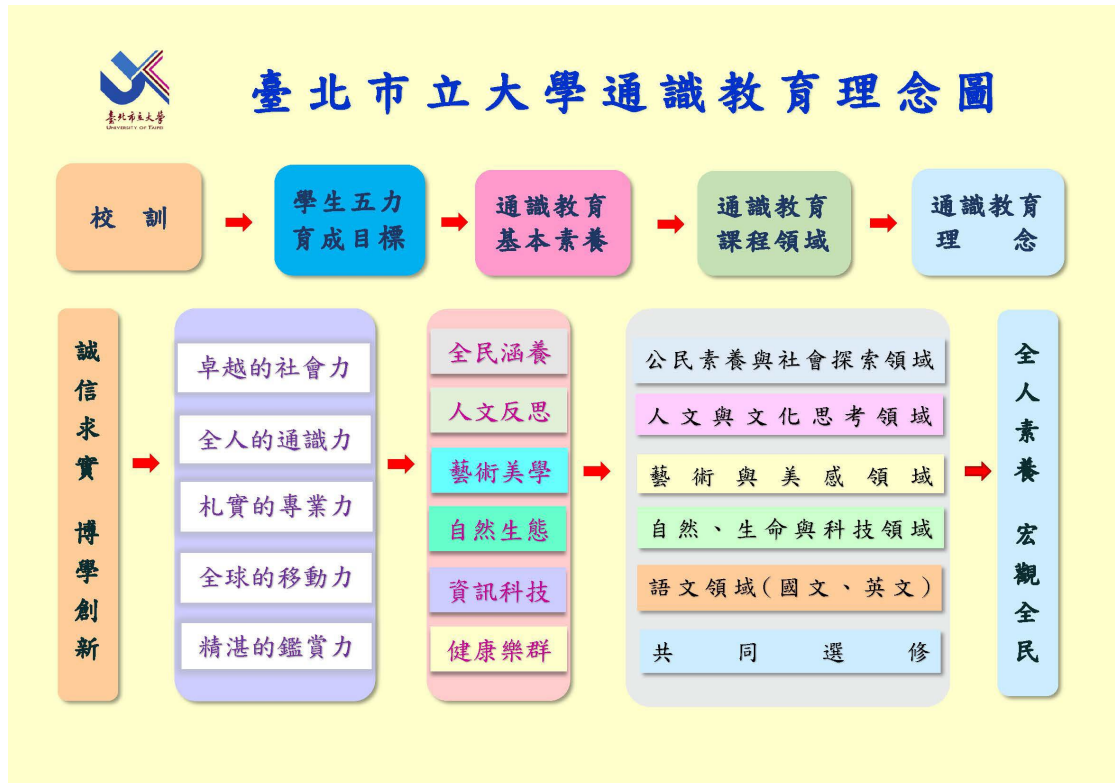 臺北市立大學
UNIVERSITY OF TAIPEI
臺北市立大學通識教育理念圖
校訓
學生五力
育成目標
通識教育
基本素養
通識教育
課程領域
通識教育
理念
誠信求實 博學創新
卓越的社會力
全人的通識力
札實的專業力
全球的移動力
精湛的鑑賞力
全民涵養
人文反思
藝術美學
自然生態
資訊科技
健康樂群
公民素養與社會探索領域
人文與文化思考領域
藝術與美感領域
自然、生命與科技領域
語文領域(國文、英文)
共同選修
全人素養 宏觀全民